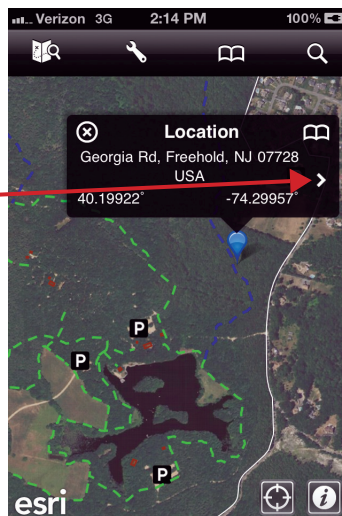 Verizon 3G 2:14 PM 100%
Location
Georgia Rd, Freehold, NJ 07728
USA
40.19922° -74.29957°
P
P
P
esri i